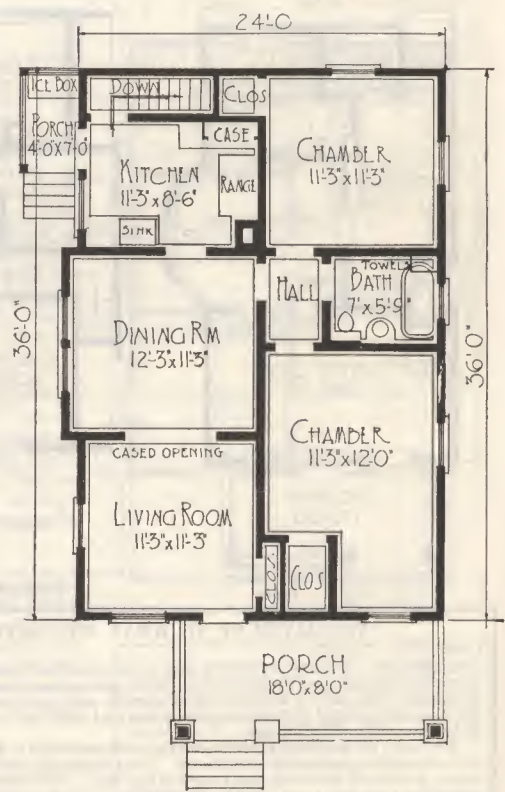 24'-0
ICE BOX
DOWN
CLOS
PORCH
4'-0"X7'-0"
CASE
KITCHEN
11'-3" x 8'-6"
RANGE
SINK
CHAMBER
11'-3"x11'-3"
HALL
TOWELS
BATH
7' x 5'-9"
36'-0"
DINING RM
12'-3"x11'-3"
36'-0"
CASED OPENING
CHAMBER
11'-3"x12'-0"
LIVING ROOM
11'-3"x11'-3"
CLOS.
CLOS
PORCH
18'0"x8'0"